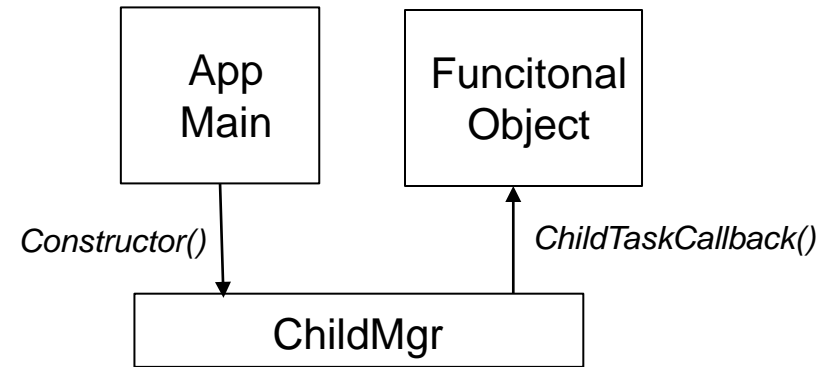 App
Main
Funcitonal
Object
Constructor()
ChildTaskCallback()
ChildMgr